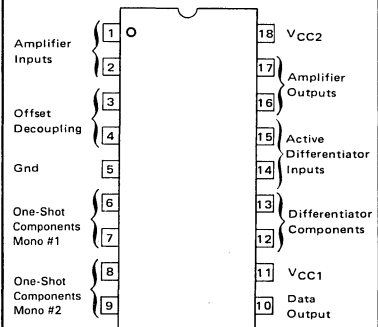 Amplifier
Inputs
1
2
Offset
Decoupling
3
4
Gnd
5
One-Shot
Components
Mono #1
6
7
One-Shot
Components
Mono #2
8
9
18 VCC2
17
16
Amplifier
Outputs
15
14
Active
Differentiator
Inputs
13
12
Differentiator
Components
11 VCC1
10 Data
Output